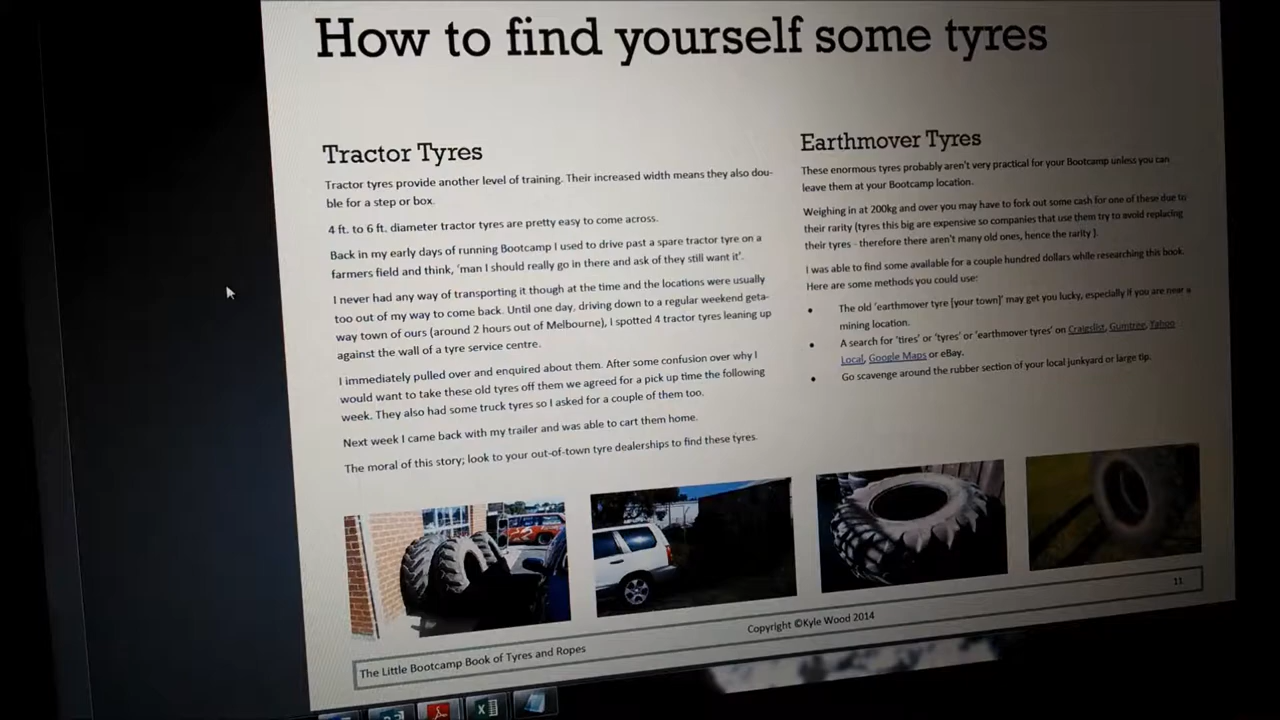 How to find yourself some tyres
Tractor Tyres
Tractor tyres provide another level of training. Their increased width means they also dou-
ble for a step or box.
4 ft. to 6 ft. diameter tractor tyres are pretty easy to come across.
Back in my early days of running Bootcamp I used to drive past a spare tractor tyre on a
farmers field and think, 'man I should really go in there and ask of they still want it'.
I never had any way of transporting it though at the time and the locations were usually
too out of my way to come back. Until one day, driving down to a regular weekend geta-
way town of ours (around 2 hours out of Melbourne), I spotted 4 tractor tyres leaning up
against the wall of a tyre service centre.
I immediately pulled over and enquired about them. After some confusion over why I
would want to take these old tyres off them we agreed for a pick up time the following
week. They also had some truck tyres so I asked for a couple of them too.
Next week I came back with my trailer and was able to cart them home.
The moral of this story; look to your out-of-town tyre dealerships to find these tyres.
Earthmover Tyres
These enormous tyres probably aren't very practical for your Bootcamp unless you can
leave them at your Bootcamp location.
Weighing in at 200kg and over you may have to fork out some cash for one of these due to
their rarity (tyres this big are expensive so companies that use them try to avoid replacing
their tyres - therefore there aren't many old ones, hence the rarity ).
I was able to find some available for a couple hundred dollars while researching this book.
Here are some methods you could use:
• The old 'earthmover tyre [your town]' may get you lucky, especially if you are near a
mining location.
• A search for 'tires' or 'tyres' or 'earthmover tyres' on Craigslist, Gumtree, Yahoo
Local, Google Maps or eBay.
• Go scavenge around the rubber section of your local junkyard or large tip.
11
Copyright ©Kyle Wood 2014
The Little Bootcamp Book of Tyres and Ropes